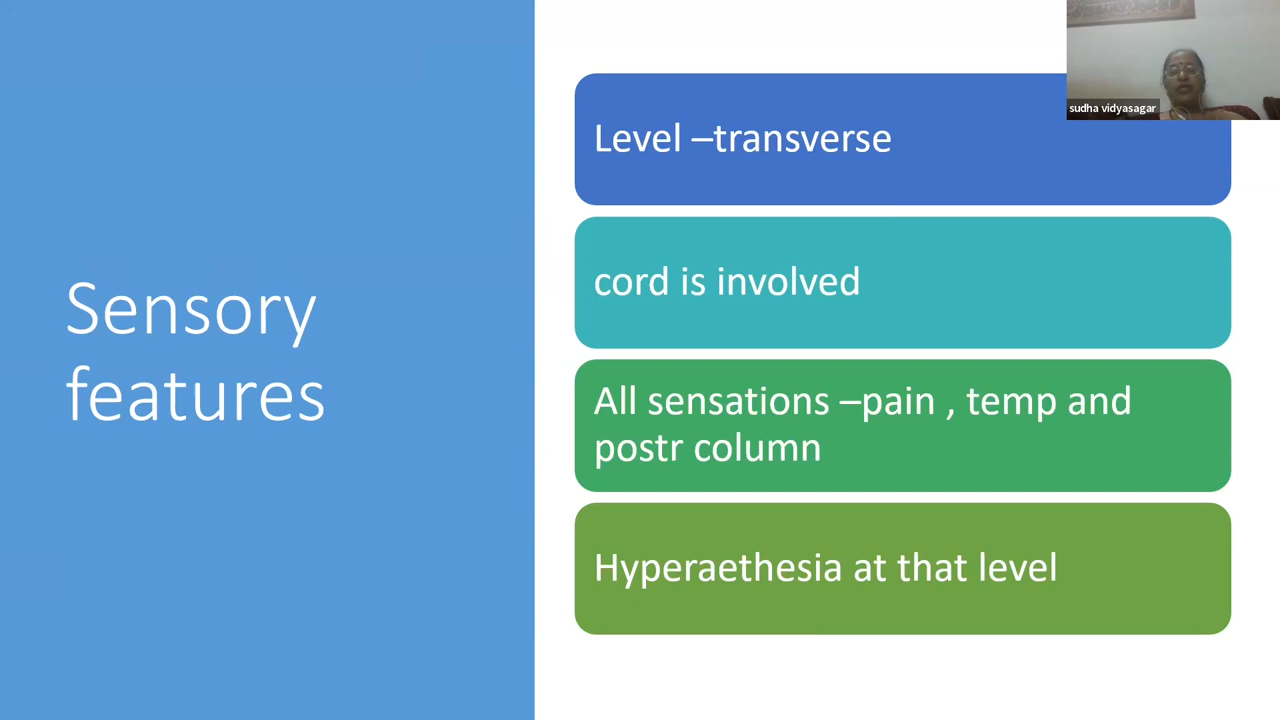 Sensory
features
Level –transverse
cord is involved
All sensations –pain , temp and
postr column
Hyperaethesia at that level
sudha vidyasagar